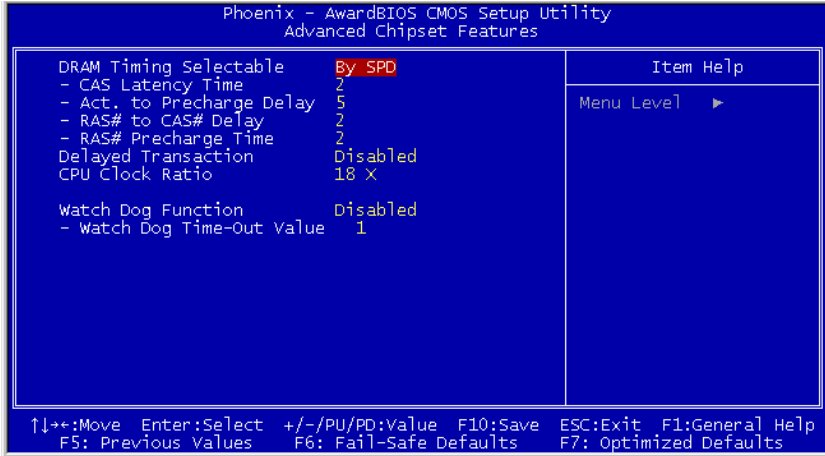 Phoenix - AwardBIOS CMOS Setup Utility
Advanced Chipset Features
DRAM Timing Selectable By SPD
- CAS Latency Time 2
- Act. to Precharge Delay 5
- RAS# to CAS# Delay 2
- RAS# Precharge Time 2
Delayed Transaction Disabled
CPU Clock Ratio 18 X
Watch Dog Function Disabled
- Watch Dog Time-Out Value 1
Item Help
Menu Level ►
↑↓→←:Move Enter:Select +/-/PU/PD:Value F10:Save ESC:Exit F1:General Help
F5: Previous Values F6: Fail-Safe Defaults F7: Optimized Defaults